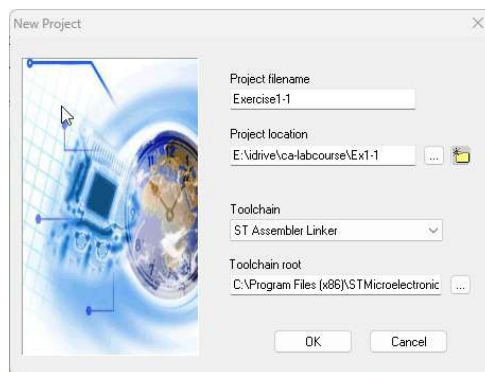 New Project
Project filename
Exercise1-1
Project location
E:\idrive\ca-labcourse\Ex1-1
...
Toolchain
ST Assembler Linker
Toolchain root
C:\Program Files (x86)\STMicroelectronic
...
OK
Cancel